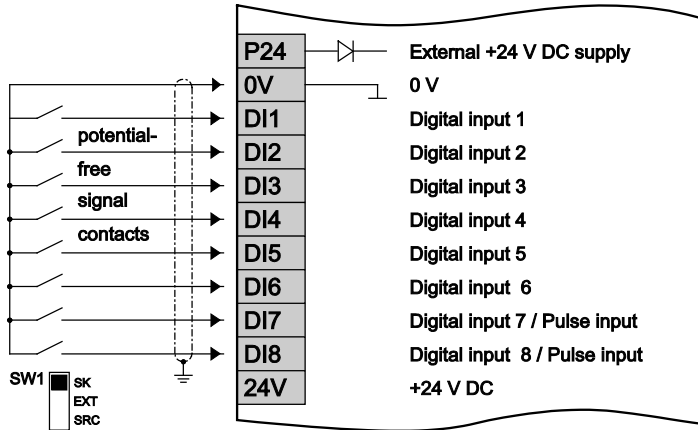 P24 External +24 V DC supply
0V 0 V
DI1 Digital input 1
potential- DI2 Digital input 2
free DI3 Digital input 3
signal DI4 Digital input 4
contacts DI5 Digital input 5
DI6 Digital input 6
DI7 Digital input 7 / Pulse input
DI8 Digital input 8 / Pulse input
SW1 SK 24V +24 V DC
EXT
SRC